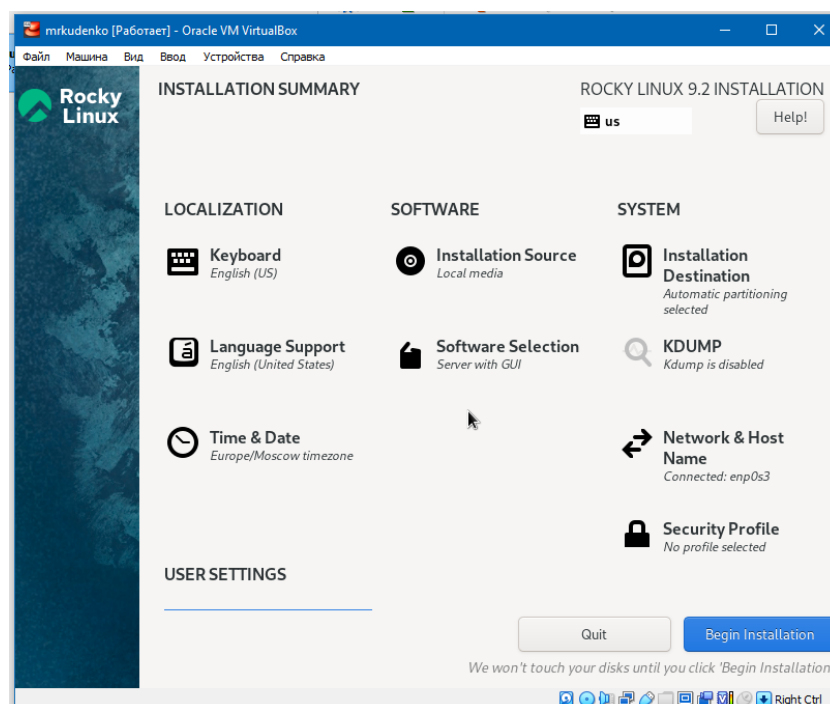 mrkudenko [Работает] - Oracle VM VirtualBox
Файл Машина Вид Ввод Устройства Справка
Rocky
Linux
INSTALLATION SUMMARY
ROCKY LINUX 9.2 INSTALLATION
us
Help!
LOCALIZATION
Keyboard
English (US)
Language Support
English (United States)
Time & Date
Europe/Moscow timezone
SOFTWARE
Installation Source
Local media
Software Selection
Server with GUI
SYSTEM
Installation
Destination
Automatic partitioning
selected
KDUMP
Kdump is disabled
Network & Host
Name
Connected: enp0s3
Security Profile
No profile selected
USER SETTINGS
Quit
Begin Installation
We won't touch your disks until you click 'Begin Installation
Right Ctrl